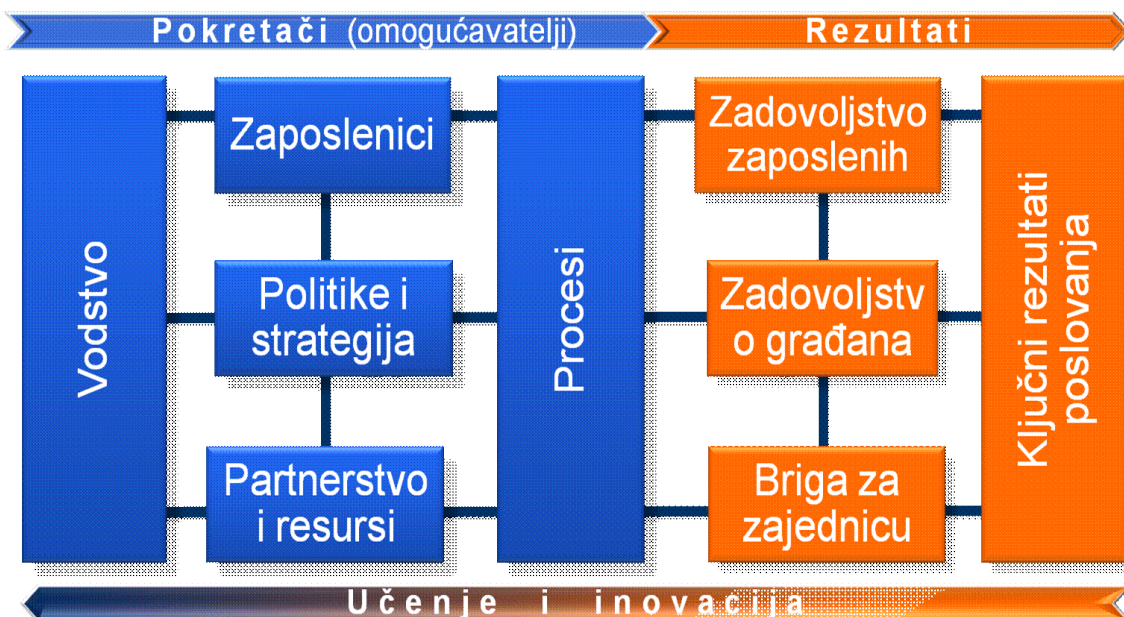 Pokretači (omogućavatelji)
Rezultati
Vodstvo
Zaposlenici
Politike i
strategija
Partnerstvo
i resursi
Procesi
Zadovoljstvo
zaposlenih
Zadovoljstv
o građana
Briga za
zajednicu
Ključni rezultati
poslovanja
Učenje i inovacija